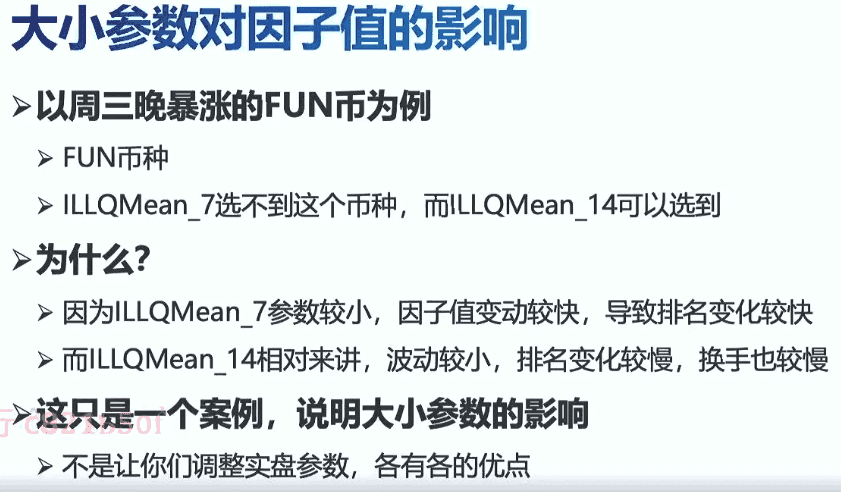 大小参数对因子值的影响
以周三晚暴涨的FUN币为例
FUN币种
ILLQMean_7选不到这个币种，而ILLQMean_14可以选到
为什么？
因为ILLQMean_7参数较小，因子值变动较快，导致排名变化较快
而ILLQMean_14相对来讲，波动较小，排名变化较慢，换手也较慢
这只是一个案例，说明大小参数的影响
不是让你们调整实盘参数，各有各的优点